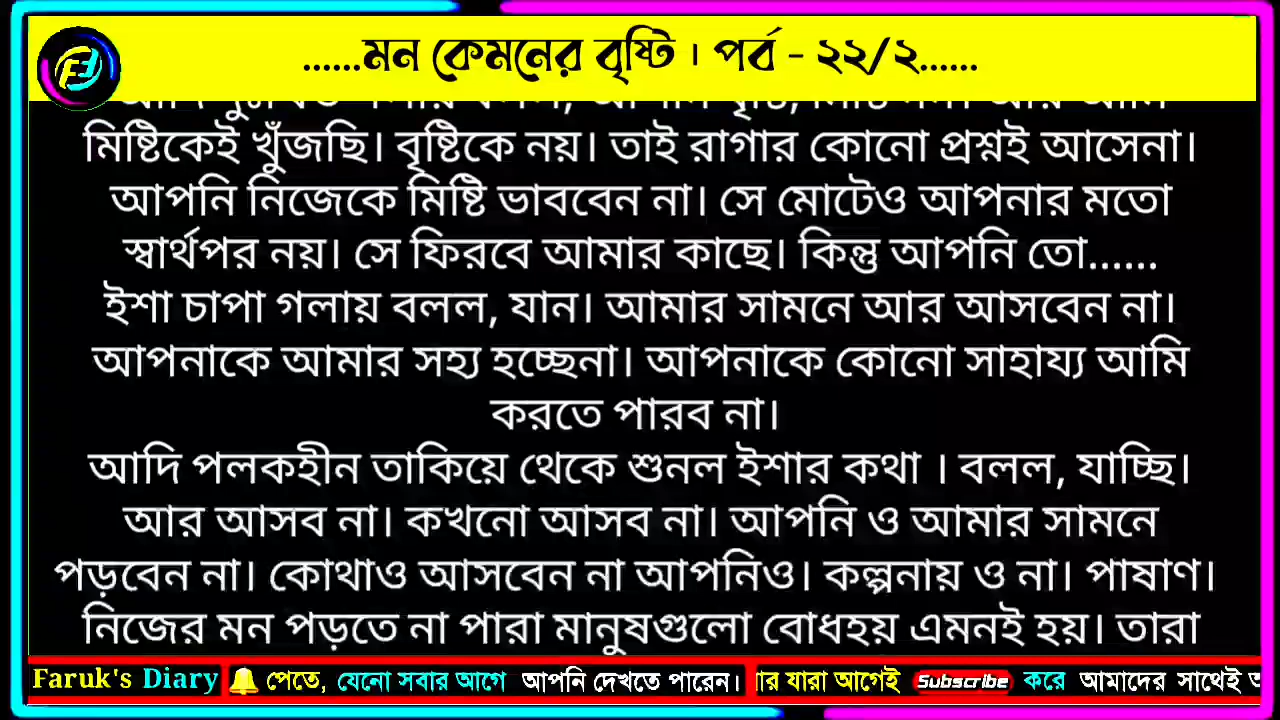 ......মন কেমনের বৃষ্টি । পর্ব - ২২/২......
মিষ্টিকেই খুঁজছি। বৃষ্টিকে নয়। তাই রাগার কোনো প্রশ্নই আসেনা।
আপনি নিজেকে মিষ্টি ভাববেন না। সে মোটেও আপনার মতো
স্বার্থপর নয়। সে ফিরবে আমার কাছে। কিন্তু আপনি তো......
ইশা চাপা গলায় বলল, যান। আমার সামনে আর আসবেন না।
আপনাকে আমার সহ্য হচ্ছেনা। আপনাকে কোনো সাহায্য আমি
করতে পারব না।
আদি পলকহীন তাকিয়ে থেকে শুনল ইশার কথা । বলল, যাচ্ছি।
আর আসব না। কখনো আসব না। আপনি ও আমার সামনে
পড়বেন না। কোথাও আসবেন না আপনিও। কল্পনায় ও না। পাষাণ।
নিজের মন পড়তে না পারা মানুষগুলো বোধহয় এমনই হয়। তারা
Faruk's Diary পেতে, যেনো সবার আগে আপনি দেখতে পারেন। যারা আগেই Subscribe করে আমাদের সাথেই